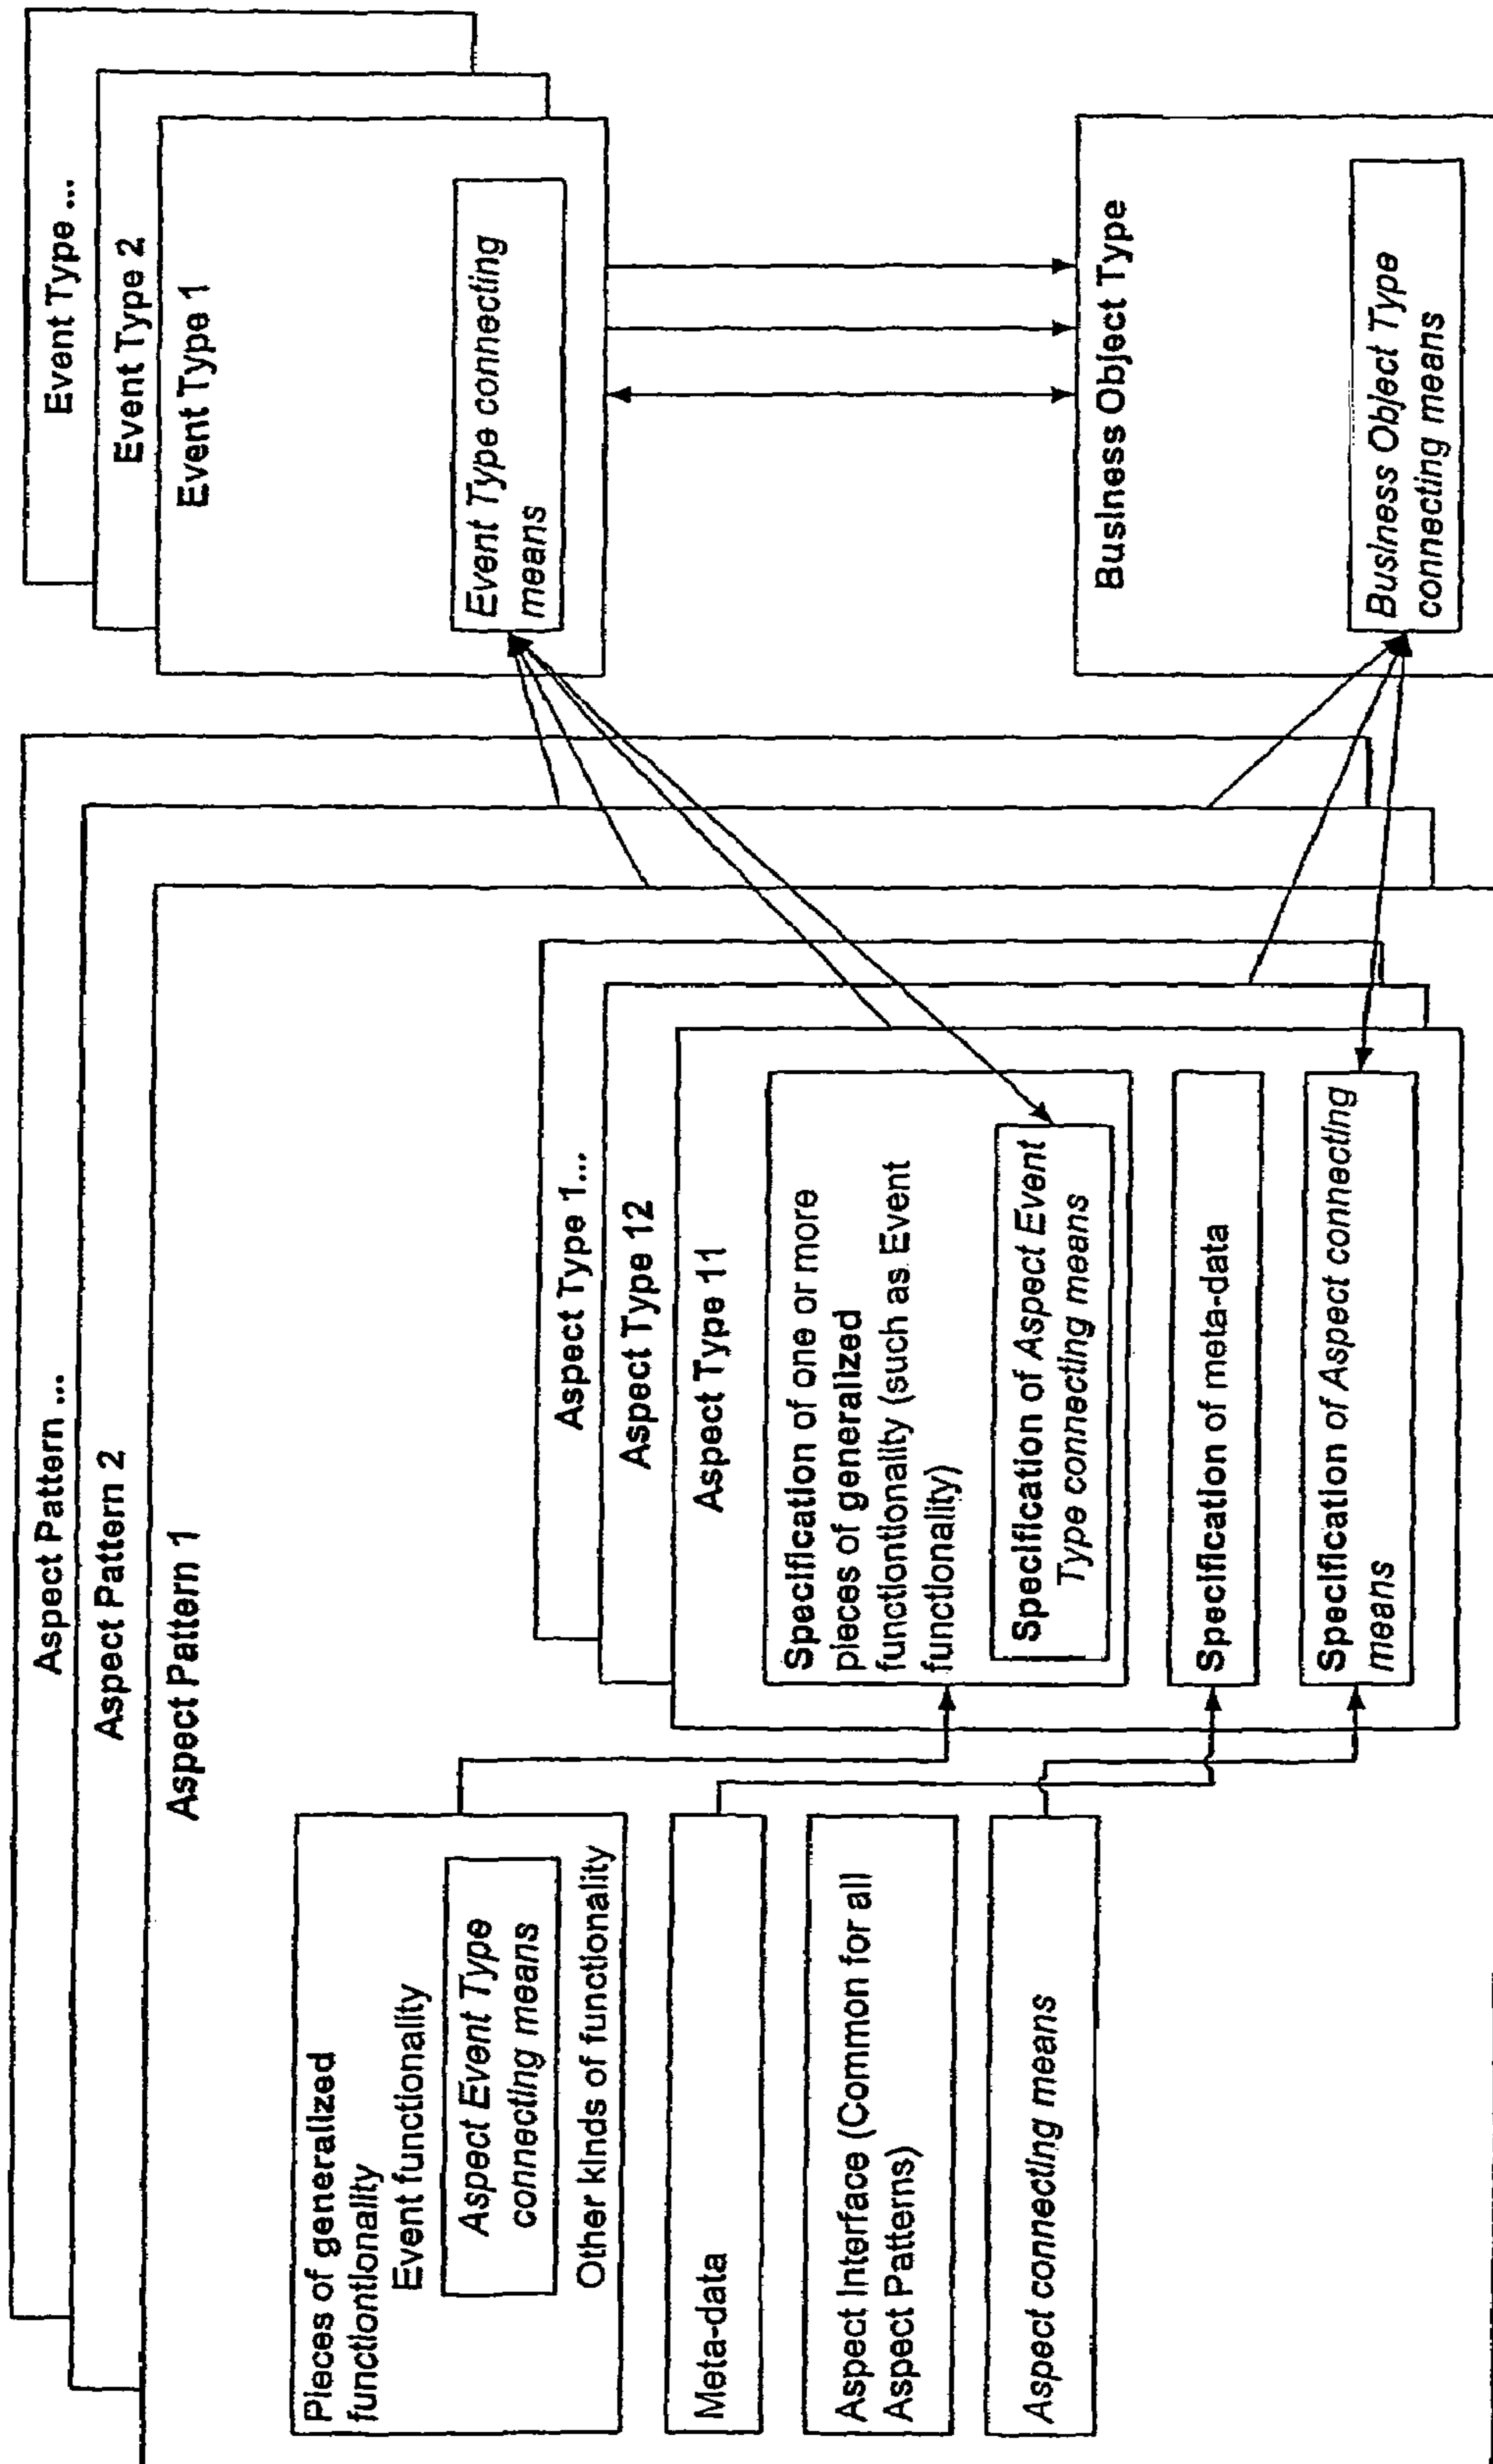 Aspect Pattern ...
Aspect Pattern 2
Aspect Pattern 1
Pieces of generalized
functiontionality
Event functionality
Aspect Event Type
connecting means
Other kinds of functionality
Meta-data
Aspect Interface (Common for all
Aspect Patterns)
Aspect connecting means
Aspect Type 1...
Aspect Type 12
Aspect Type 11
Specification of one or more
pieces of generalized
functiontionality (such as Event
functionality)
Specification of Aspect Event
Type connecting means
Specification of meta-data
Specification of Aspect connecting
means
Event Type ...
Event Type 2
Event Type 1
Event Type connecting
means
Business Object Type
Business Object Type
connecting means